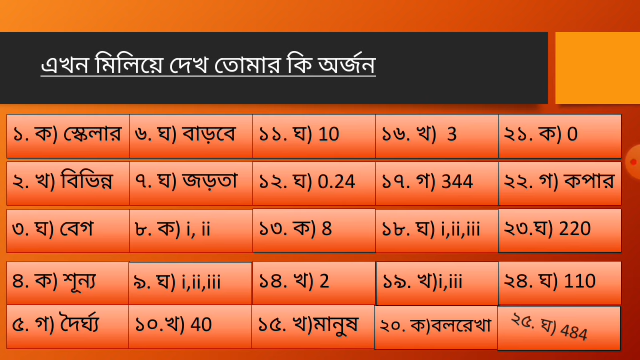 এখন মিলিয়ে দেখ তোমার কি অর্জন
১. ক) স্কেলার ৬. ঘ) বাড়বে ১১. ঘ) 10 ১৬. খ) 3 ২১. ক) 0
২. খ) বিভিন্ন ৭. ঘ) জড়তা ১২. ঘ) 0.24 ১৭. গ) 344 ২২. গ) কপার
৩. ঘ) বেগ ৮. ক) i, ii ১৩. ক) 8 ১৮. ঘ) i,ii,iii ২৩.ঘ) 220
৪. ক) শূন্য ৯. ঘ) i,ii,iii ১৪. খ) 2 ১৯. খ)i,iii ২৪. ঘ) 110
৫. গ) দৈর্ঘ্য ১০.খ) 40 ১৫. খ)মানুষ ২০. ক)বলরেখা ২৫. ঘ) 484